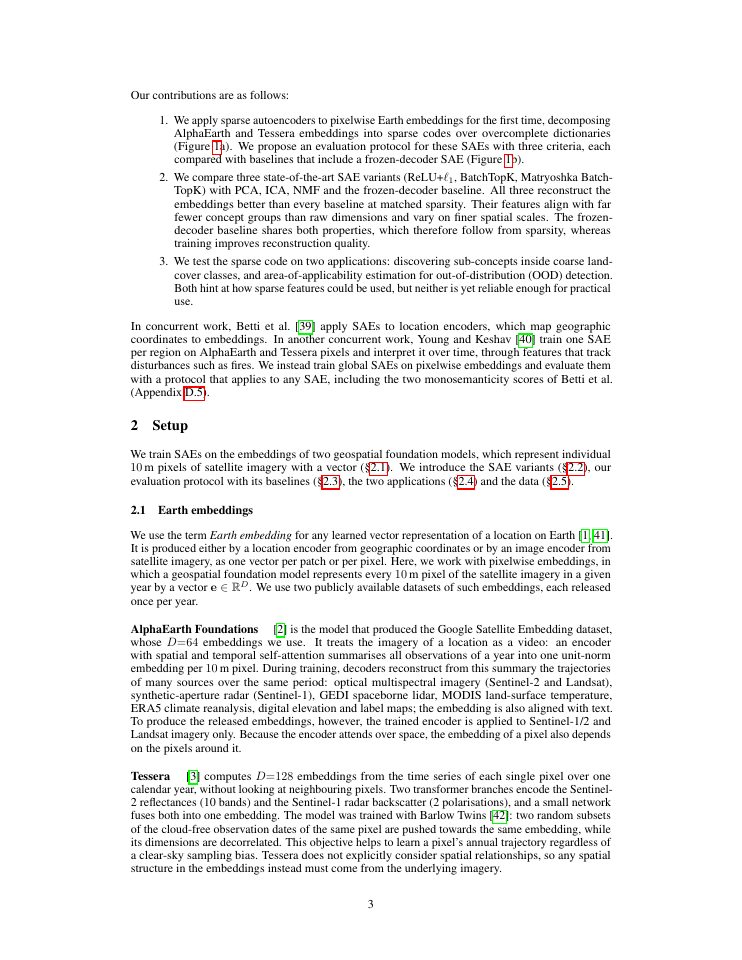 Our contributions are as follows:
1. We apply sparse autoencoders to pixelwise Earth embeddings for the first time, decomposing
AlphaEarth and Tessera embeddings into sparse codes over overcomplete dictionaries
(Figure 1a). We propose an evaluation protocol for these SAEs with three criteria, each
compared with baselines that include a frozen-decoder SAE (Figure 1b).
2. We compare three state-of-the-art SAE variants (ReLU+ℓ₁, BatchTopK, Matryoshka Batch-
TopK) with PCA, ICA, NMF and the frozen-decoder baseline. All three reconstruct the
embeddings better than every baseline at matched sparsity. Their features align with far
fewer concept groups than raw dimensions and vary on finer spatial scales. The frozen-
decoder baseline shares both properties, which therefore follow from sparsity, whereas
training improves reconstruction quality.
3. We test the sparse code on two applications: discovering sub-concepts inside coarse land-
cover classes, and area-of-applicability estimation for out-of-distribution (OOD) detection.
Both hint at how sparse features could be used, but neither is yet reliable enough for practical
use.
In concurrent work, Betti et al. [39] apply SAEs to location encoders, which map geographic
coordinates to embeddings. In another concurrent work, Young and Keshav [40] train one SAE
per region on AlphaEarth and Tessera pixels and interpret it over time, through features that track
disturbances such as fires. We instead train global SAEs on pixelwise embeddings and evaluate them
with a protocol that applies to any SAE, including the two monosemanticity scores of Betti et al.
(Appendix D.5).
2 Setup
We train SAEs on the embeddings of two geospatial foundation models, which represent individual
10 m pixels of satellite imagery with a vector (§2.1). We introduce the SAE variants (§2.2), our
evaluation protocol with its baselines (§2.3), the two applications (§2.4) and the data (§2.5).
2.1 Earth embeddings
We use the term Earth embedding for any learned vector representation of a location on Earth [1, 41].
It is produced either by a location encoder from geographic coordinates or by an image encoder from
satellite imagery, as one vector per patch or per pixel. Here, we work with pixelwise embeddings, in
which a geospatial foundation model represents every 10 m pixel of the satellite imagery in a given
year by a vector e ∈ ℝᴰ. We use two publicly available datasets of such embeddings, each released
once per year.
AlphaEarth Foundations [2] is the model that produced the Google Satellite Embedding dataset,
whose D=64 embeddings we use. It treats the imagery of a location as a video: an encoder
with spatial and temporal self-attention summarises all observations of a year into one unit-norm
embedding per 10 m pixel. During training, decoders reconstruct from this summary the trajectories
of many sources over the same period: optical multispectral imagery (Sentinel-2 and Landsat),
synthetic-aperture radar (Sentinel-1), GEDI spaceborne lidar, MODIS land-surface temperature,
ERA5 climate reanalysis, digital elevation and label maps; the embedding is also aligned with text.
To produce the released embeddings, however, the trained encoder is applied to Sentinel-1/2 and
Landsat imagery only. Because the encoder attends over space, the embedding of a pixel also depends
on the pixels around it.
Tessera [3] computes D=128 embeddings from the time series of each single pixel over one
calendar year, without looking at neighbouring pixels. Two transformer branches encode the Sentinel-
2 reflectances (10 bands) and the Sentinel-1 radar backscatter (2 polarisations), and a small network
fuses both into one embedding. The model was trained with Barlow Twins [42]: two random subsets
of the cloud-free observation dates of the same pixel are pushed towards the same embedding, while
its dimensions are decorrelated. This objective helps to learn a pixel's annual trajectory regardless of
a clear-sky sampling bias. Tessera does not explicitly consider spatial relationships, so any spatial
structure in the embeddings instead must come from the underlying imagery.
3